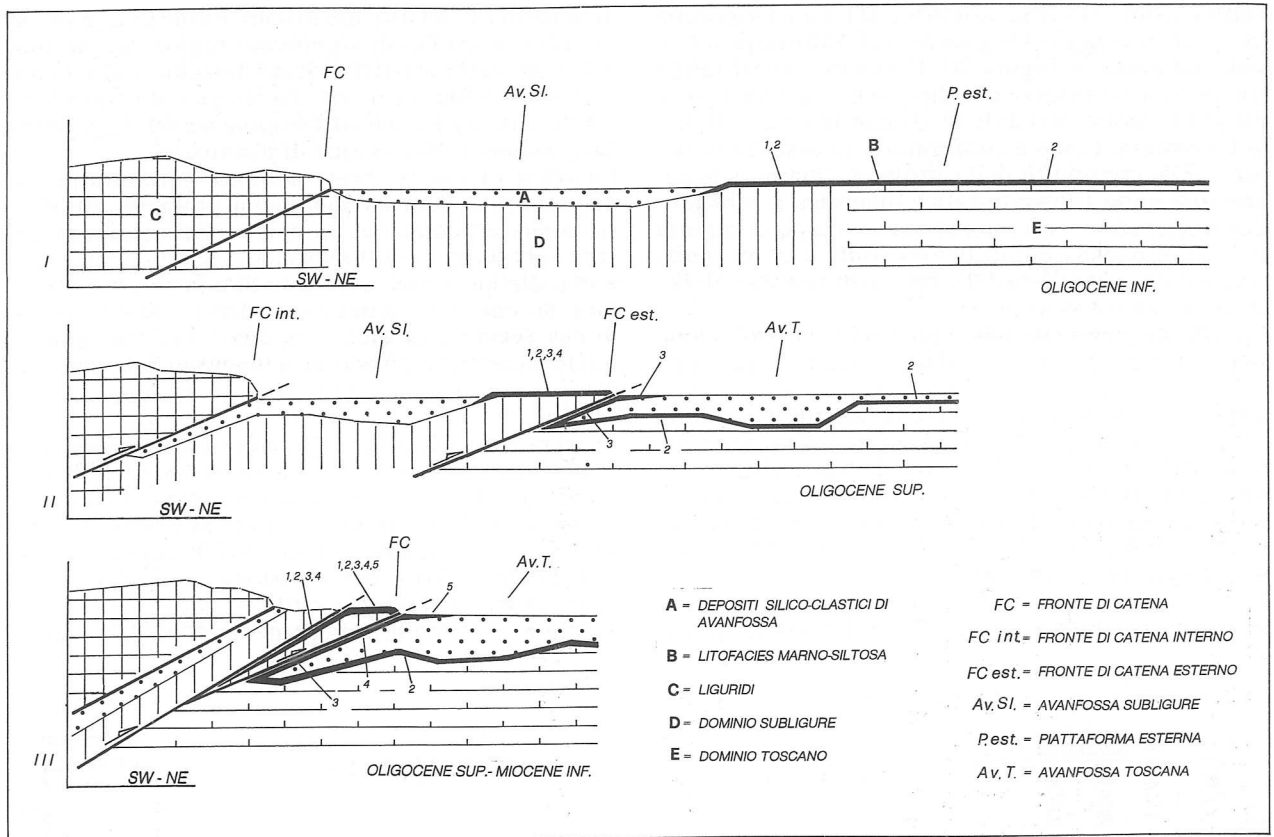 FC
Av.Sl.
P. est.
1,2
B
2
A
C
D
E
I
SW - NE
OLIGOCENE INF.
FC int.
Av. Sl.
FC est.
Av. T.
1,2,3,4
3
2
3
2
II
SW - NE
OLIGOCENE SUP.
FC
Av.T.
1,2,3,4
1,2,3,4,5
5
4
2
3
III
SW - NE
OLIGOCENE SUP.- MIOCENE INF.
A = DEPOSITI SILICO-CLASTICI DI
AVANFOSSA
B = LITOFACIES MARNO-SILTOSA
C = LIGURIDI
D = DOMINIO SUBLIGURE
E = DOMINIO TOSCANO
FC = FRONTE DI CATENA
FC int. = FRONTE DI CATENA INTERNO
FC est. = FRONTE DI CATENA ESTERNO
Av.Sl. = AVANFOSSA SUBLIGURE
P.est. = PIATTAFORMA ESTERNA
Av. T. = AVANFOSSA TOSCANA